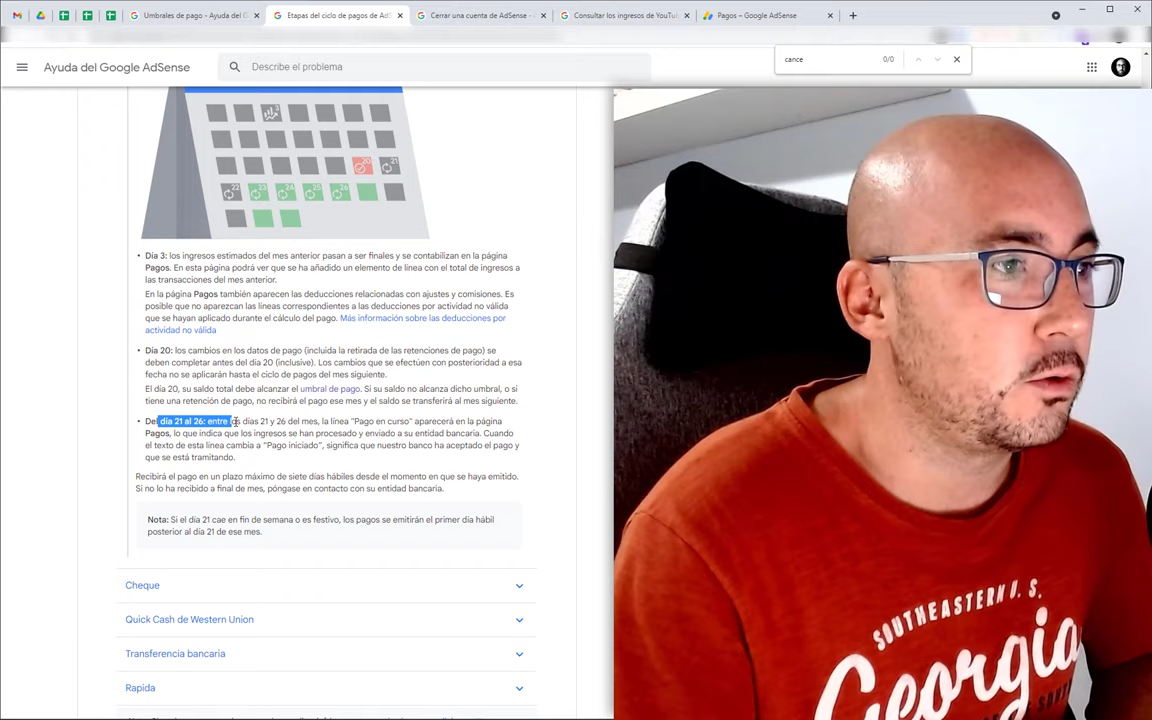 Umbrales de pago - Ayuda del G
Etapas del ciclo de pagos de AdS
Cerrar una cuenta de AdSense -
Consultar los ingresos de YouTu
Pagos – Google AdSense
Ayuda del Google AdSense
Describe el problema
cance
0/0
3
20
21
22
23
24
25
26
• Día 3: los ingresos estimados del mes anterior pasan a ser finales y se contabilizan en la página
Pagos. En esta página podrá ver que se ha añadido un elemento de línea con el total de ingresos a
las transacciones del mes anterior.
En la página Pagos también aparecen las deducciones relacionadas con ajustes y comisiones. Es
posible que no aparezcan las líneas correspondientes a las deducciones por actividad no válida
que se hayan aplicado durante el cálculo del pago. Más información sobre las deducciones por
actividad no válida
• Día 20: los cambios en los datos de pago (incluida la retirada de las retenciones de pago) se
deben completar antes del día 20 (inclusive). Los cambios que se efectúen con posterioridad a esa
fecha no se aplicarán hasta el ciclo de pagos del mes siguiente.
El día 20, su saldo total debe alcanzar el umbral de pago. Si su saldo no alcanza dicho umbral, o si
tiene una retención de pago, no recibirá el pago ese mes y el saldo se transferirá al mes siguiente.
• Del día 21 al 26: entre los días 21 y 26 del mes, la línea "Pago en curso" aparecerá en la página
Pagos, lo que indica que los ingresos se han procesado y enviado a su entidad bancaria. Cuando
el texto de esta línea cambia a "Pago iniciado", significa que nuestro banco ha aceptado el pago y
que se está tramitando.
Recibirá el pago en un plazo máximo de siete días hábiles desde el momento en que se haya emitido.
Si no lo ha recibido a final de mes, póngase en contacto con su entidad bancaria.
Nota: Si el día 21 cae en fin de semana o es festivo, los pagos se emitirán el primer día hábil
posterior al día 21 de ese mes.
Cheque
Quick Cash de Western Union
Transferencia bancaria
Rapida
SOUTHEASTERN U. S.
Georgia